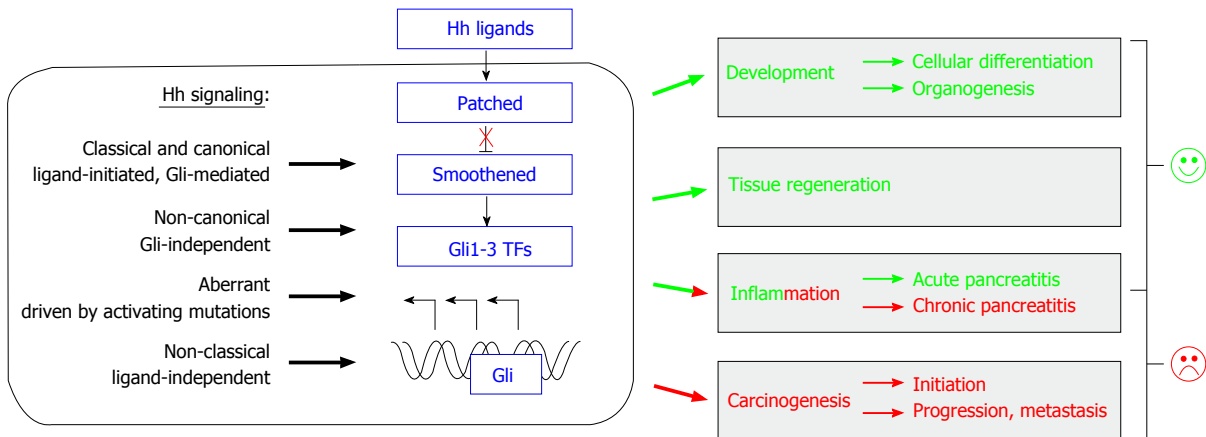 Hh ligands
Hh signaling:
Patched
Classical and canonical
ligand-initiated, Gli-mediated
Smoothened
Non-canonical
Gli-independent
Gli1-3 TFs
Aberrant
driven by activating mutations
Non-classical
ligand-independent
Gli
Development
Cellular differentiation
Organogenesis
Tissue regeneration
Inflammation
Acute pancreatitis
Chronic pancreatitis
Carcinogenesis
Initiation
Progression, metastasis